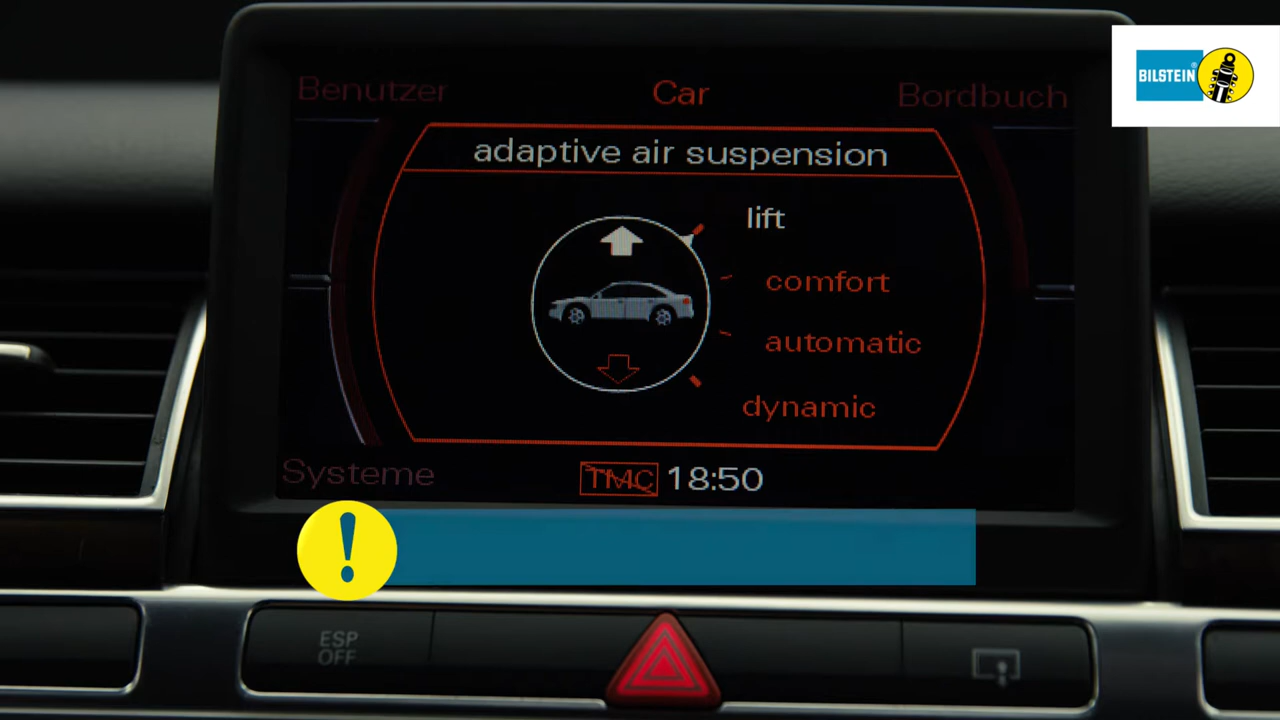 Benutzer
Car
Bordbuch
BILSTEIN®
adaptive air suspension
lift
comfort
automatic
dynamic
Systeme
TMC 18:50
ESP
OFF